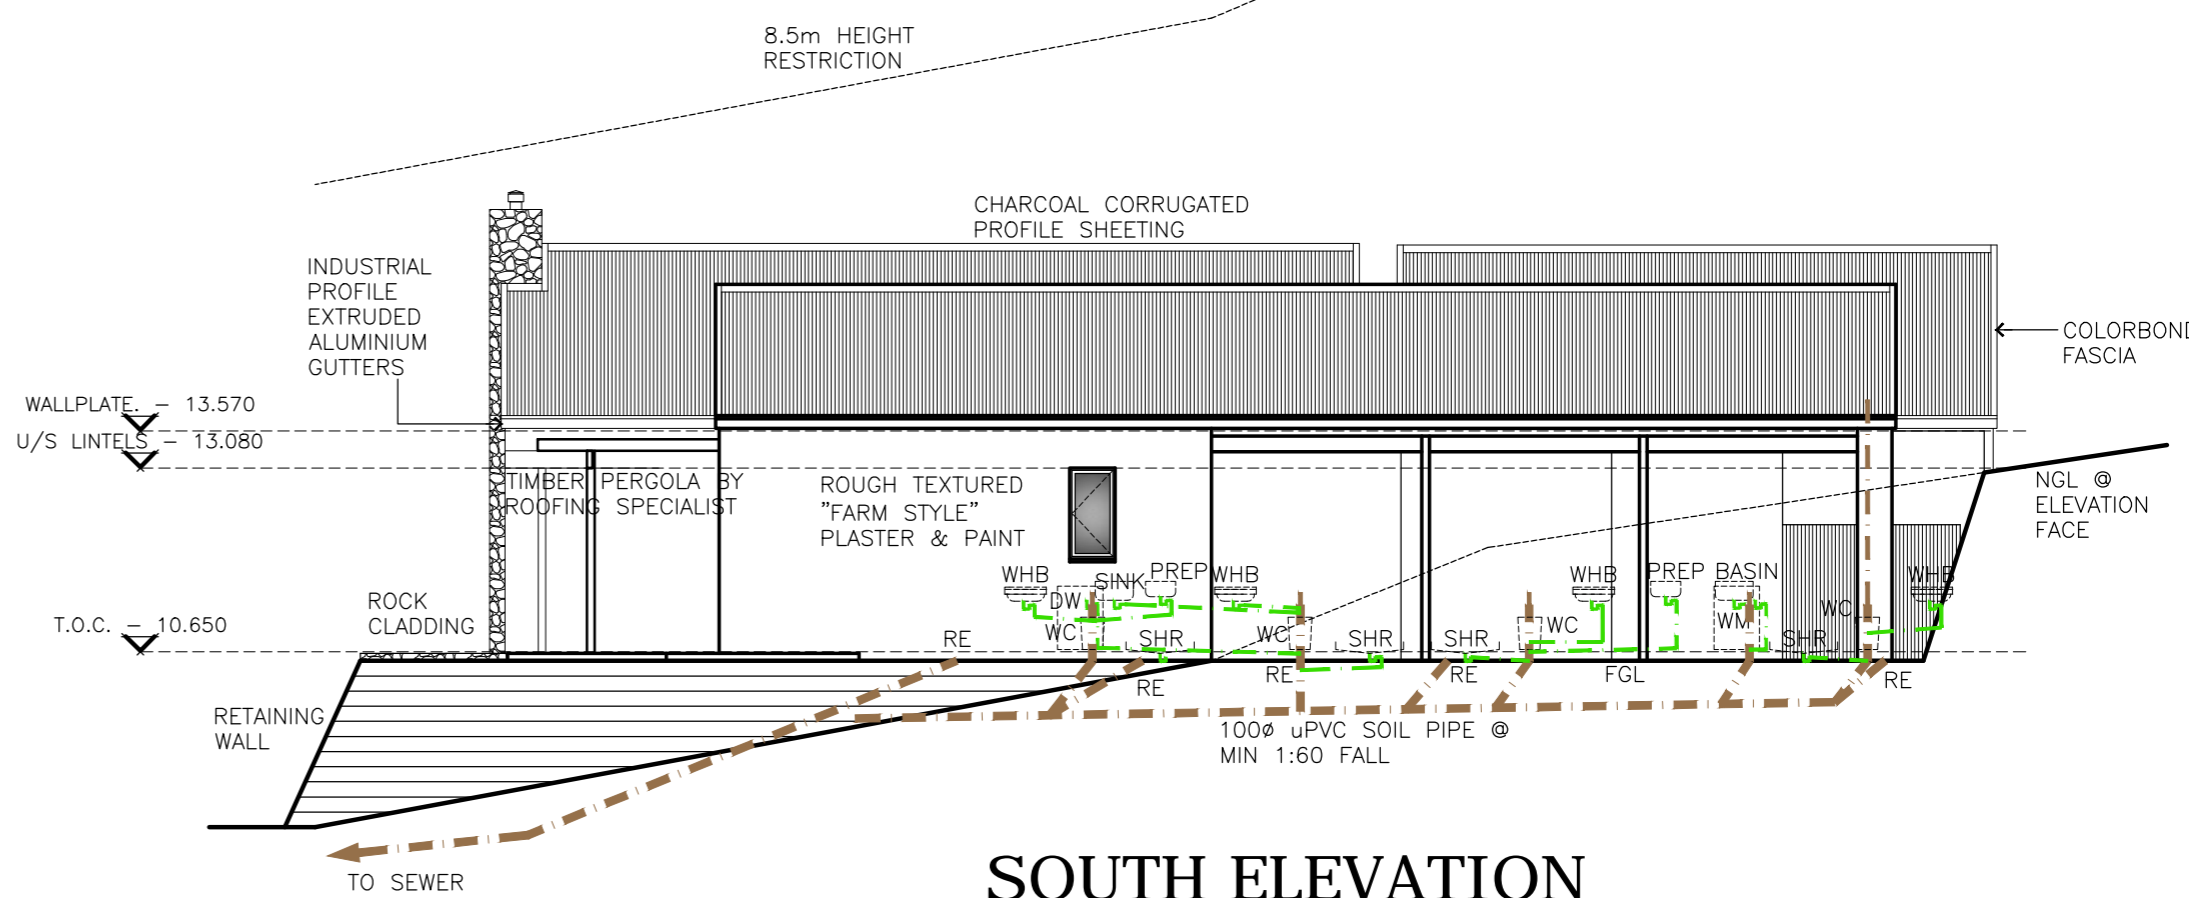 8.5m HEIGHT
RESTRICTION
CHARCOAL CORRUGATED
PROFILE SHEETING
INDUSTRIAL
PROFILE
EXTRUDED
ALUMINIUM
GUTTERS
COLORBOND
FASCIA
WALLPLATE. – 13.570
U/S LINTELS – 13.080
TIMBER PERGOLA BY
ROOFING SPECIALIST
ROUGH TEXTURED
"FARM STYLE"
PLASTER & PAINT
NGL @
ELEVATION
FACE
WHB
SINK
PREP
WHB
WHB
PREP BASIN
WHB
DW
WC
SHR
WC
SHR
SHR
WC
WM
SHR
WC
ROCK
CLADDING
T.O.C. – 10.650
RE
RE
RE
RE
FGL
RE
RETAINING
WALL
100ø uPVC SOIL PIPE @
MIN 1:60 FALL
TO SEWER
SOUTH ELEVATION